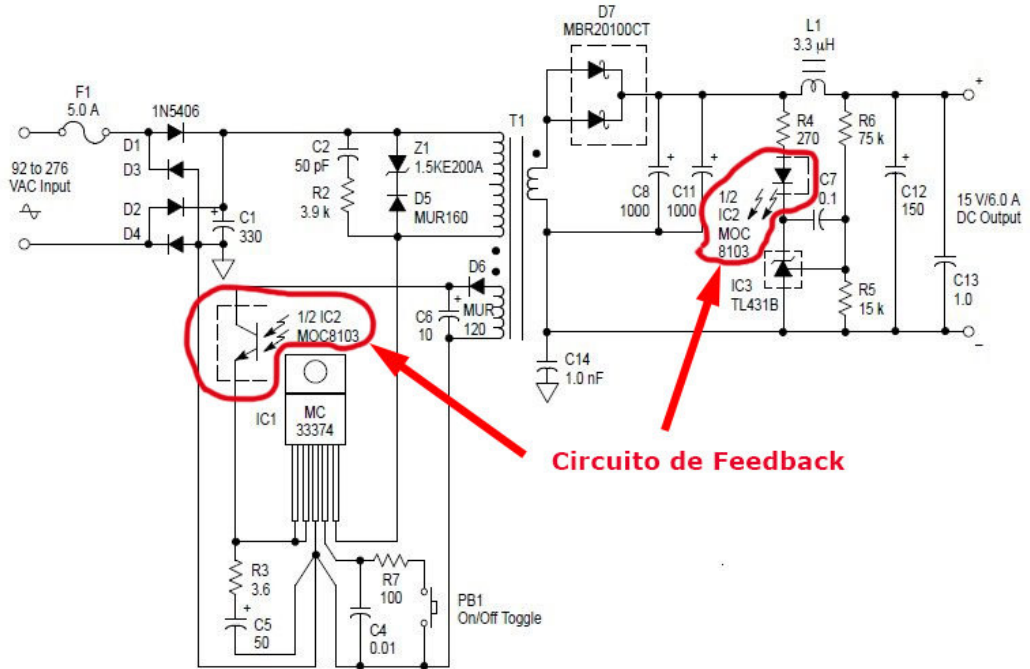 D7
MBR20100CT
L1
3.3 µH
F1
5.0 A
1N5406
D1
D3
D2
D4
92 to 276
VAC Input
C1
330
C2
50 pF
R2
3.9 k
Z1
1.5KE200A
D5
MUR160
T1
D6
MUR
120
C6
10
C8
1000
C11
1000
R4
270
R6
75 k
1/2
IC2
MOC
8103
C7
0.1
C12
150
15 V/6.0 A
DC Output
IC3
TL431B
R5
15 k
C13
1.0
C14
1.0 nF
1/2 IC2
MOC8103
IC1
MC
33374
Circuito de Feedback
R3
3.6
C5
50
R7
100
C4
0.01
PB1
On/Off Toggle
+
−
+
+
+
+
+
+